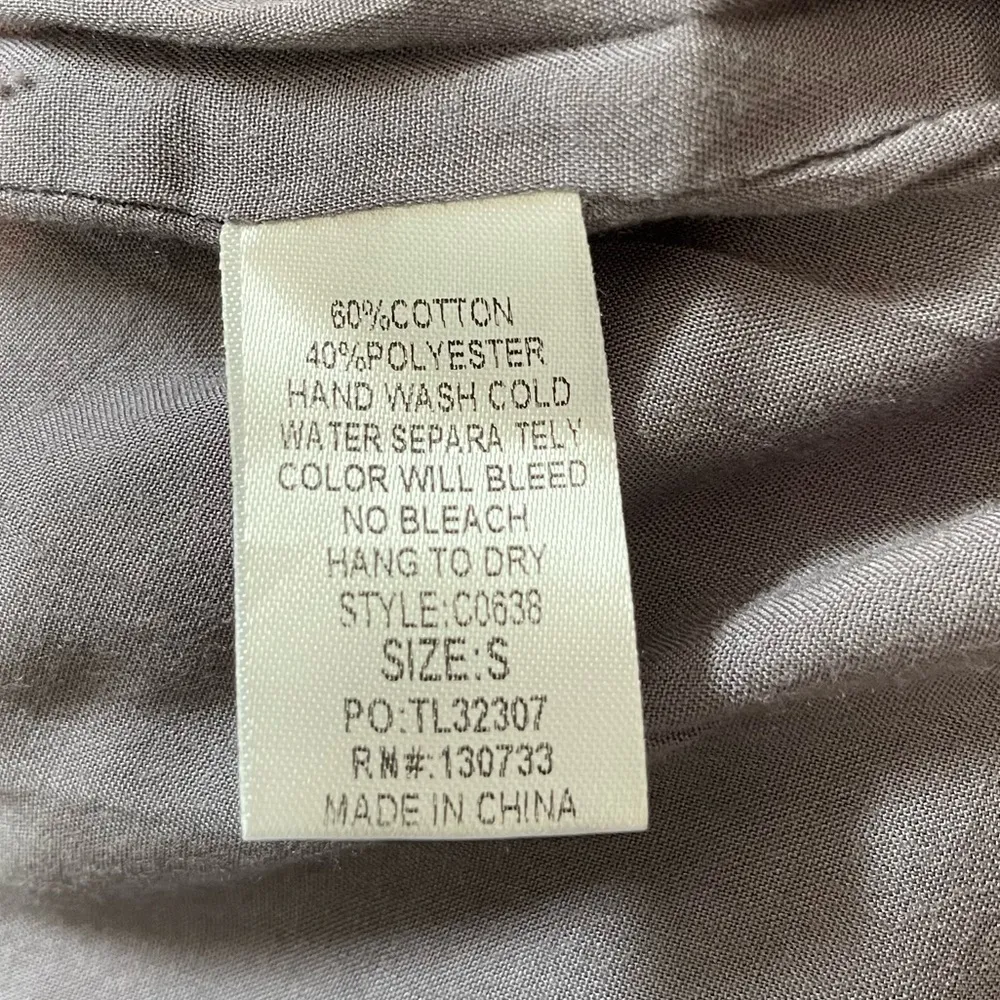 60%COTTON
40%POLYESTER
HAND WASH COLD
WATER SEPARA TELY
COLOR WILL BLEED
NO BLEACH
HANG TO DRY
STYLE:C0638
SIZE:S
PO:TL32307
RN#:130733
MADE IN CHINA